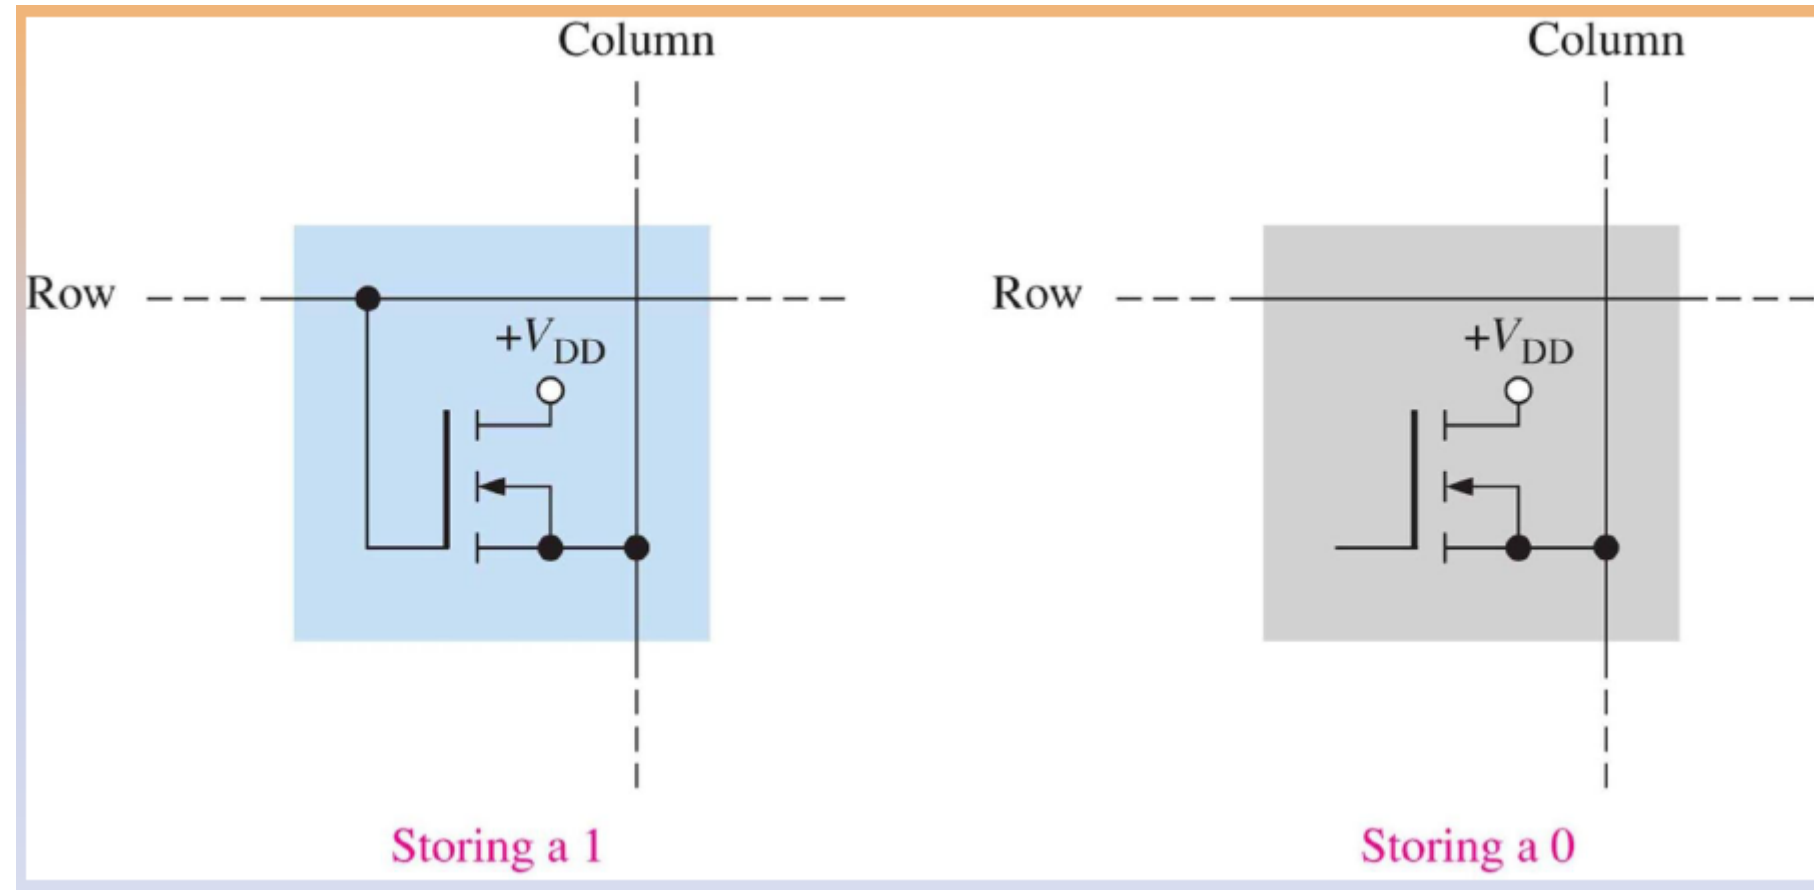 Column
Column
Row
Row
+VDD
+VDD
Storing a 1
Storing a 0